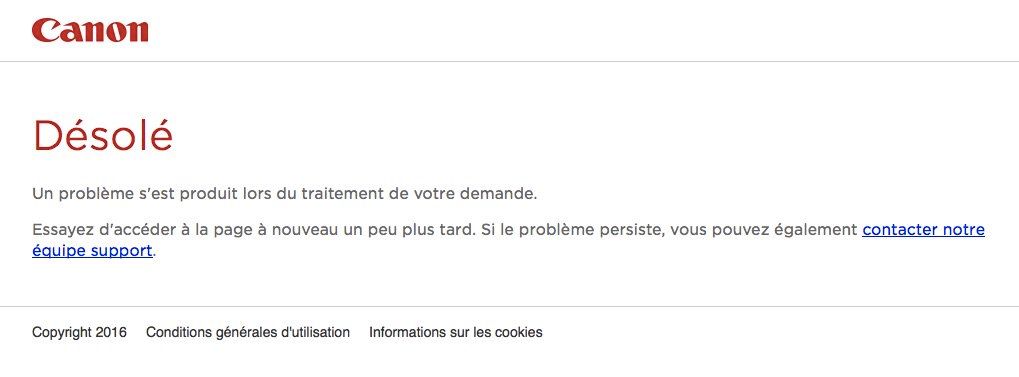 Canon
Désolé
Un problème s'est produit lors du traitement de votre demande.
Essayez d'accéder à la page à nouveau un peu plus tard. Si le problème persiste, vous pouvez également contacter notre
équipe support.
Copyright 2016 Conditions générales d'utilisation Informations sur les cookies